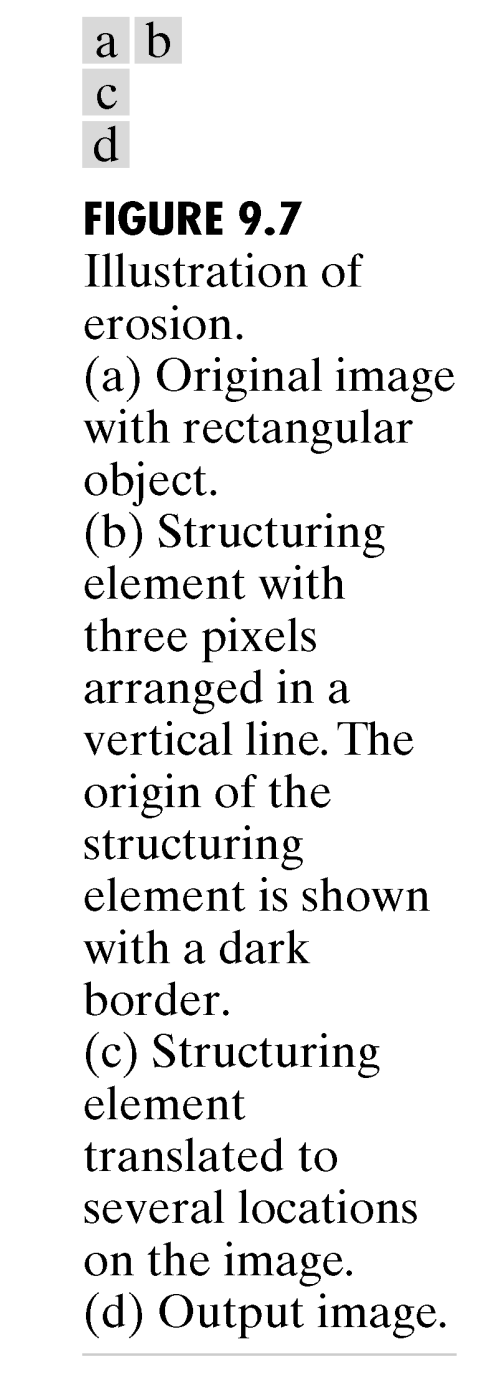 a b
c
d
FIGURE 9.7
Illustration of
erosion.
(a) Original image
with rectangular
object.
(b) Structuring
element with
three pixels
arranged in a
vertical line. The
origin of the
structuring
element is shown
with a dark
border.
(c) Structuring
element
translated to
several locations
on the image.
(d) Output image.